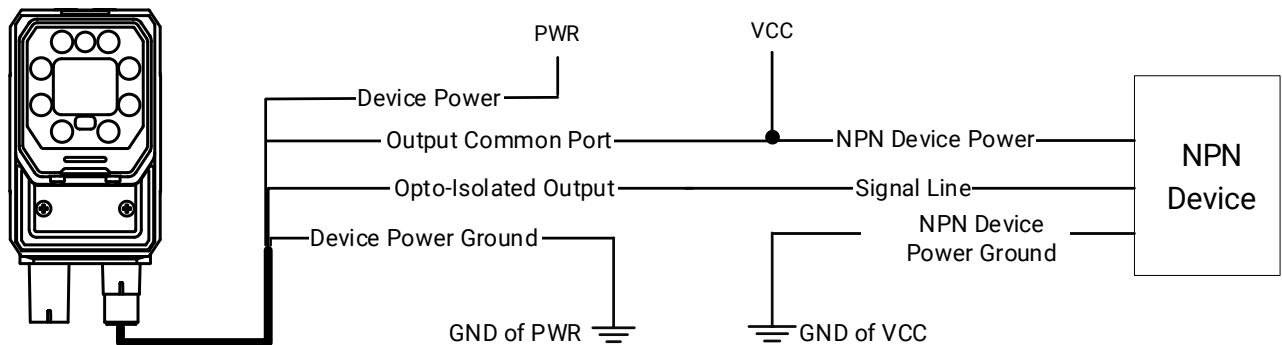 PWR
VCC
Device Power
Output Common Port
NPN Device Power
NPN
Device
Opto-Isolated Output
Signal Line
Device Power Ground
NPN Device
Power Ground
GND of PWR
GND of VCC